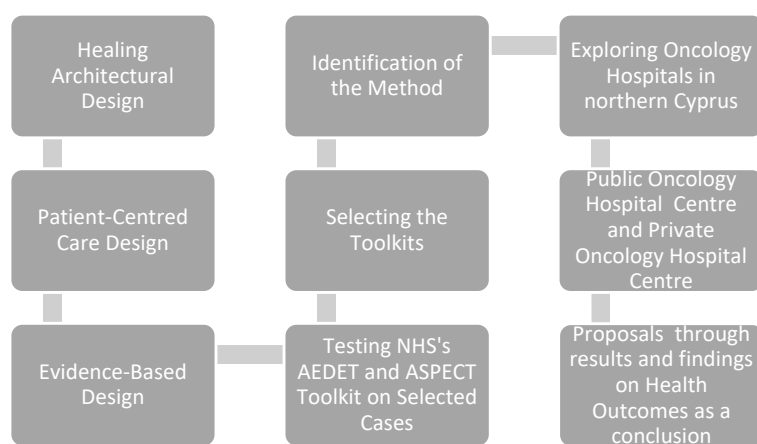 Healing
Architectural
Design
Patient-Centred
Care Design
Evidence-Based
Design
Testing NHS's
AEDET and ASPECT
Toolkit on Selected
Cases
Selecting the
Toolkits
Identification of
the Method
Exploring Oncology
Hospitals in
northern Cyprus
Public Oncology
Hospital Centre
and Private
Oncology Hospital
Centre
Proposals through
results and findings
on Health
Outcomes as a
conclusion